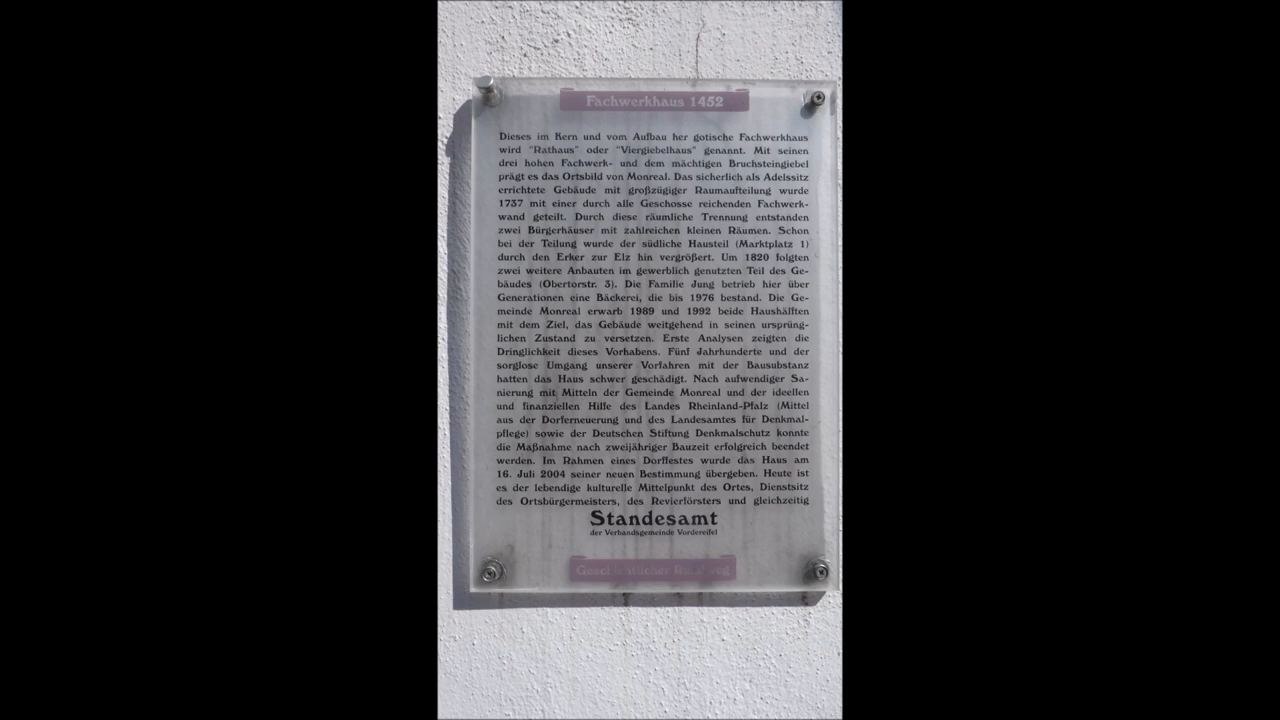 Fachwerkhaus 1452
Dieses im Kern und vom Aufbau her gotische Fachwerkhaus
wird "Rathaus" oder "Viergiebelhaus" genannt. Mit seinen
drei hohen Fachwerk- und dem mächtigen Bruchsteingiebel
prägt es das Ortsbild von Monreal. Das sicherlich als Adelssitz
errichtete Gebäude mit großzügiger Raumaufteilung wurde
1737 mit einer durch alle Geschosse reichenden Fachwerk-
wand geteilt. Durch diese räumliche Trennung entstanden
zwei Bürgerhäuser mit zahlreichen kleinen Räumen. Schon
bei der Teilung wurde der südliche Hausteil (Marktplatz 1)
durch den Erker zur Elz hin vergrößert. Um 1820 folgten
zwei weitere Anbauten im gewerblich genutzten Teil des Ge-
bäudes (Obertorstr. 3). Die Familie Jung betrieb hier über
Generationen eine Bäckerei, die bis 1976 bestand. Die Ge-
meinde Monreal erwarb 1989 und 1992 beide Haushälften
mit dem Ziel, das Gebäude weitgehend in seinen ursprüng-
lichen Zustand zu versetzen. Erste Analysen zeigten die
Dringlichkeit dieses Vorhabens. Fünf Jahrhunderte und der
sorglose Umgang unserer Vorfahren mit der Bausubstanz
hatten das Haus schwer geschädigt. Nach aufwendiger Sa-
nierung mit Mitteln der Gemeinde Monreal und der ideellen
und finanziellen Hilfe des Landes Rheinland-Pfalz (Mittel
aus der Dorferneuerung und des Landesamtes für Denkmal-
pflege) sowie der Deutschen Stiftung Denkmalschutz konnte
die Maßnahme nach zweijähriger Bauzeit erfolgreich beendet
werden. Im Rahmen eines Dorffestes wurde das Haus am
16. Juli 2004 seiner neuen Bestimmung übergeben. Heute ist
es der lebendige kulturelle Mittelpunkt des Ortes, Dienstsitz
des Ortsbürgermeisters, des Revierförsters und gleichzeitig
Standesamt
der Verbandsgemeinde Vordereifel
Geschichtlicher Rundweg